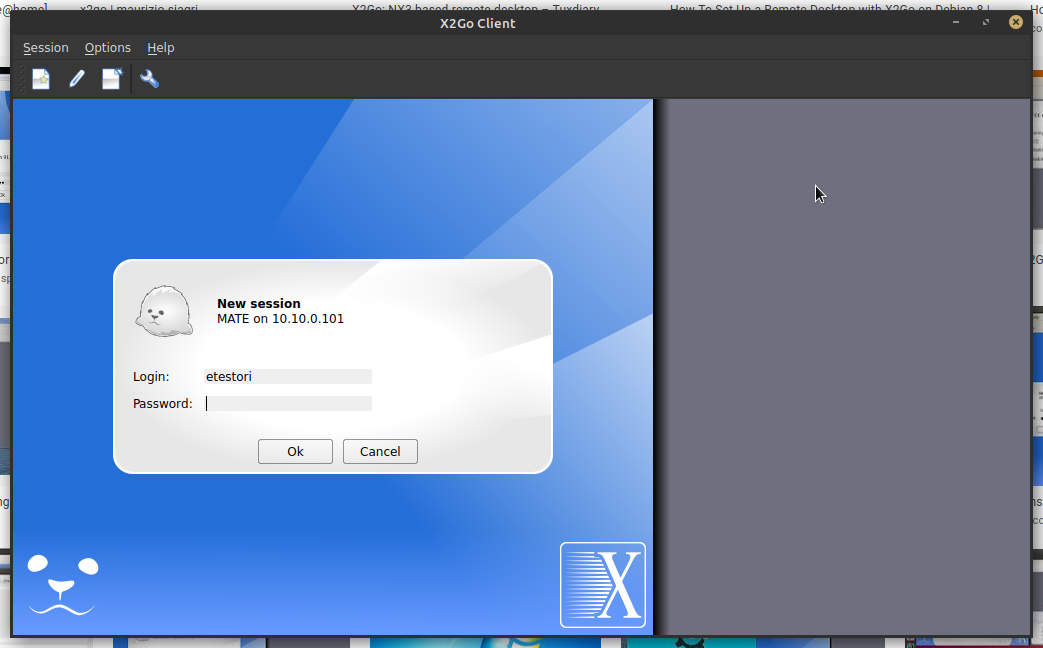 e@home]
x2go | maurizio siagri
X2Go: NX3 based remote desktop – Tuxdiary
How To Set Up a Remote Desktop with X2Go on Debian 8 |
X2Go Client
Session Options Help
New session
MATE on 10.10.0.101
Login: etestori
Password:
Ok Cancel
X